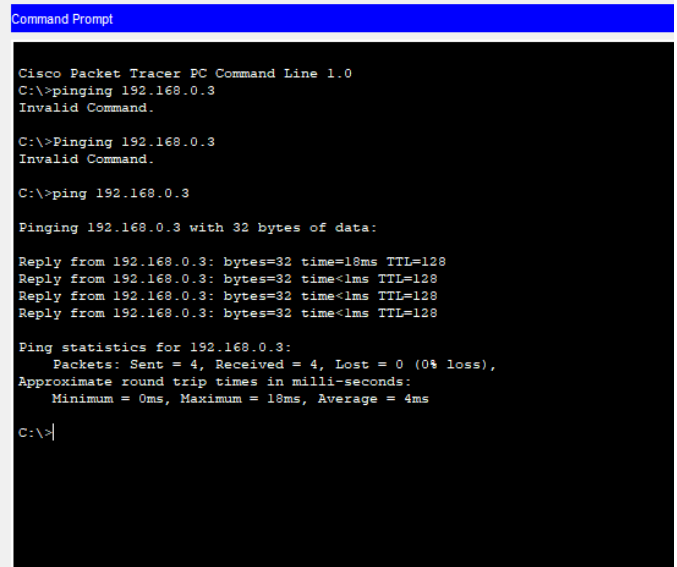 Command Prompt
Cisco Packet Tracer PC Command Line 1.0
C:\>pinging 192.168.0.3
Invalid Command.
C:\>Pinging 192.168.0.3
Invalid Command.
C:\>ping 192.168.0.3
Pinging 192.168.0.3 with 32 bytes of data:
Reply from 192.168.0.3: bytes=32 time=18ms TTL=128
Reply from 192.168.0.3: bytes=32 time<1ms TTL=128
Reply from 192.168.0.3: bytes=32 time<1ms TTL=128
Reply from 192.168.0.3: bytes=32 time<1ms TTL=128
Ping statistics for 192.168.0.3:
    Packets: Sent = 4, Received = 4, Lost = 0 (0% loss),
Approximate round trip times in milli-seconds:
    Minimum = 0ms, Maximum = 18ms, Average = 4ms
C:\>